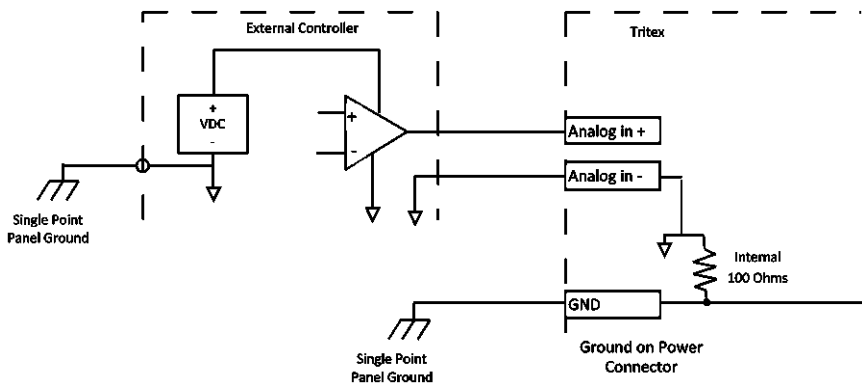 External Controller
Tritex
+
VDC
-
+
-
Analog in +
Analog in -
Single Point
Panel Ground
Internal
100 Ohms
GND
Single Point
Panel Ground
Ground on Power
Connector